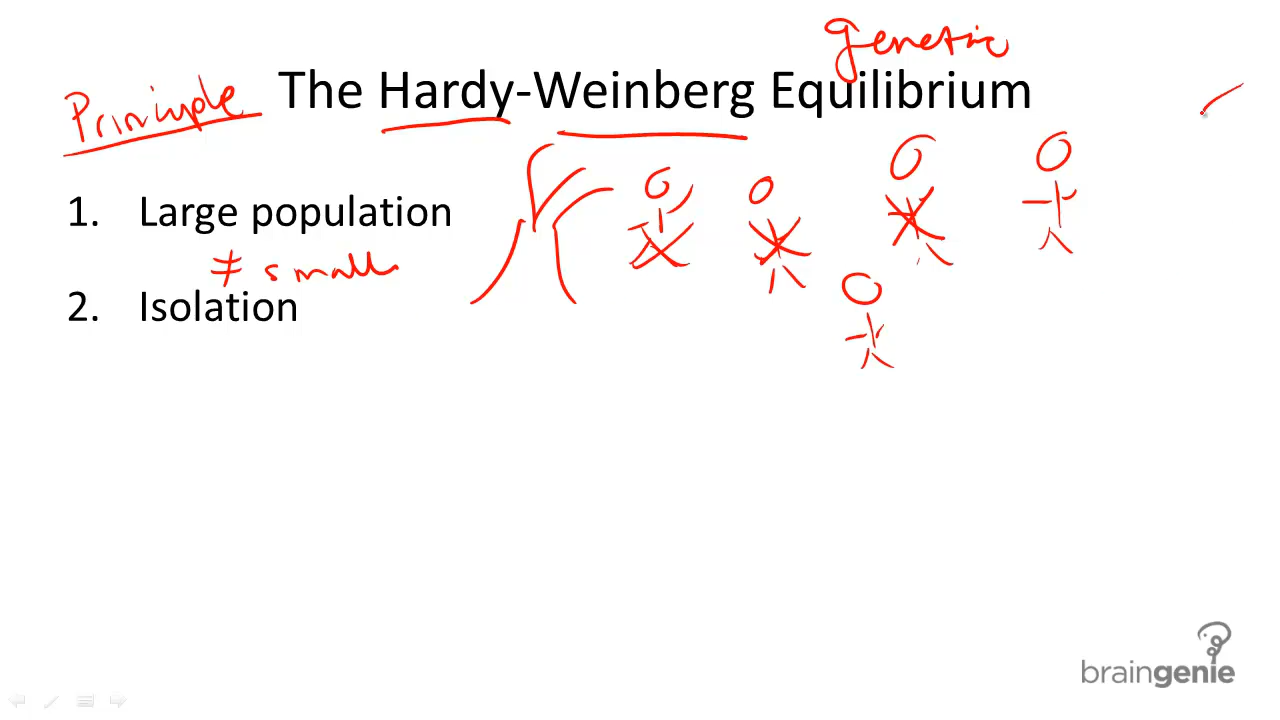 genetic
Principle The Hardy-Weinberg Equilibrium
1. Large population
≠ small
2. Isolation
braingenie